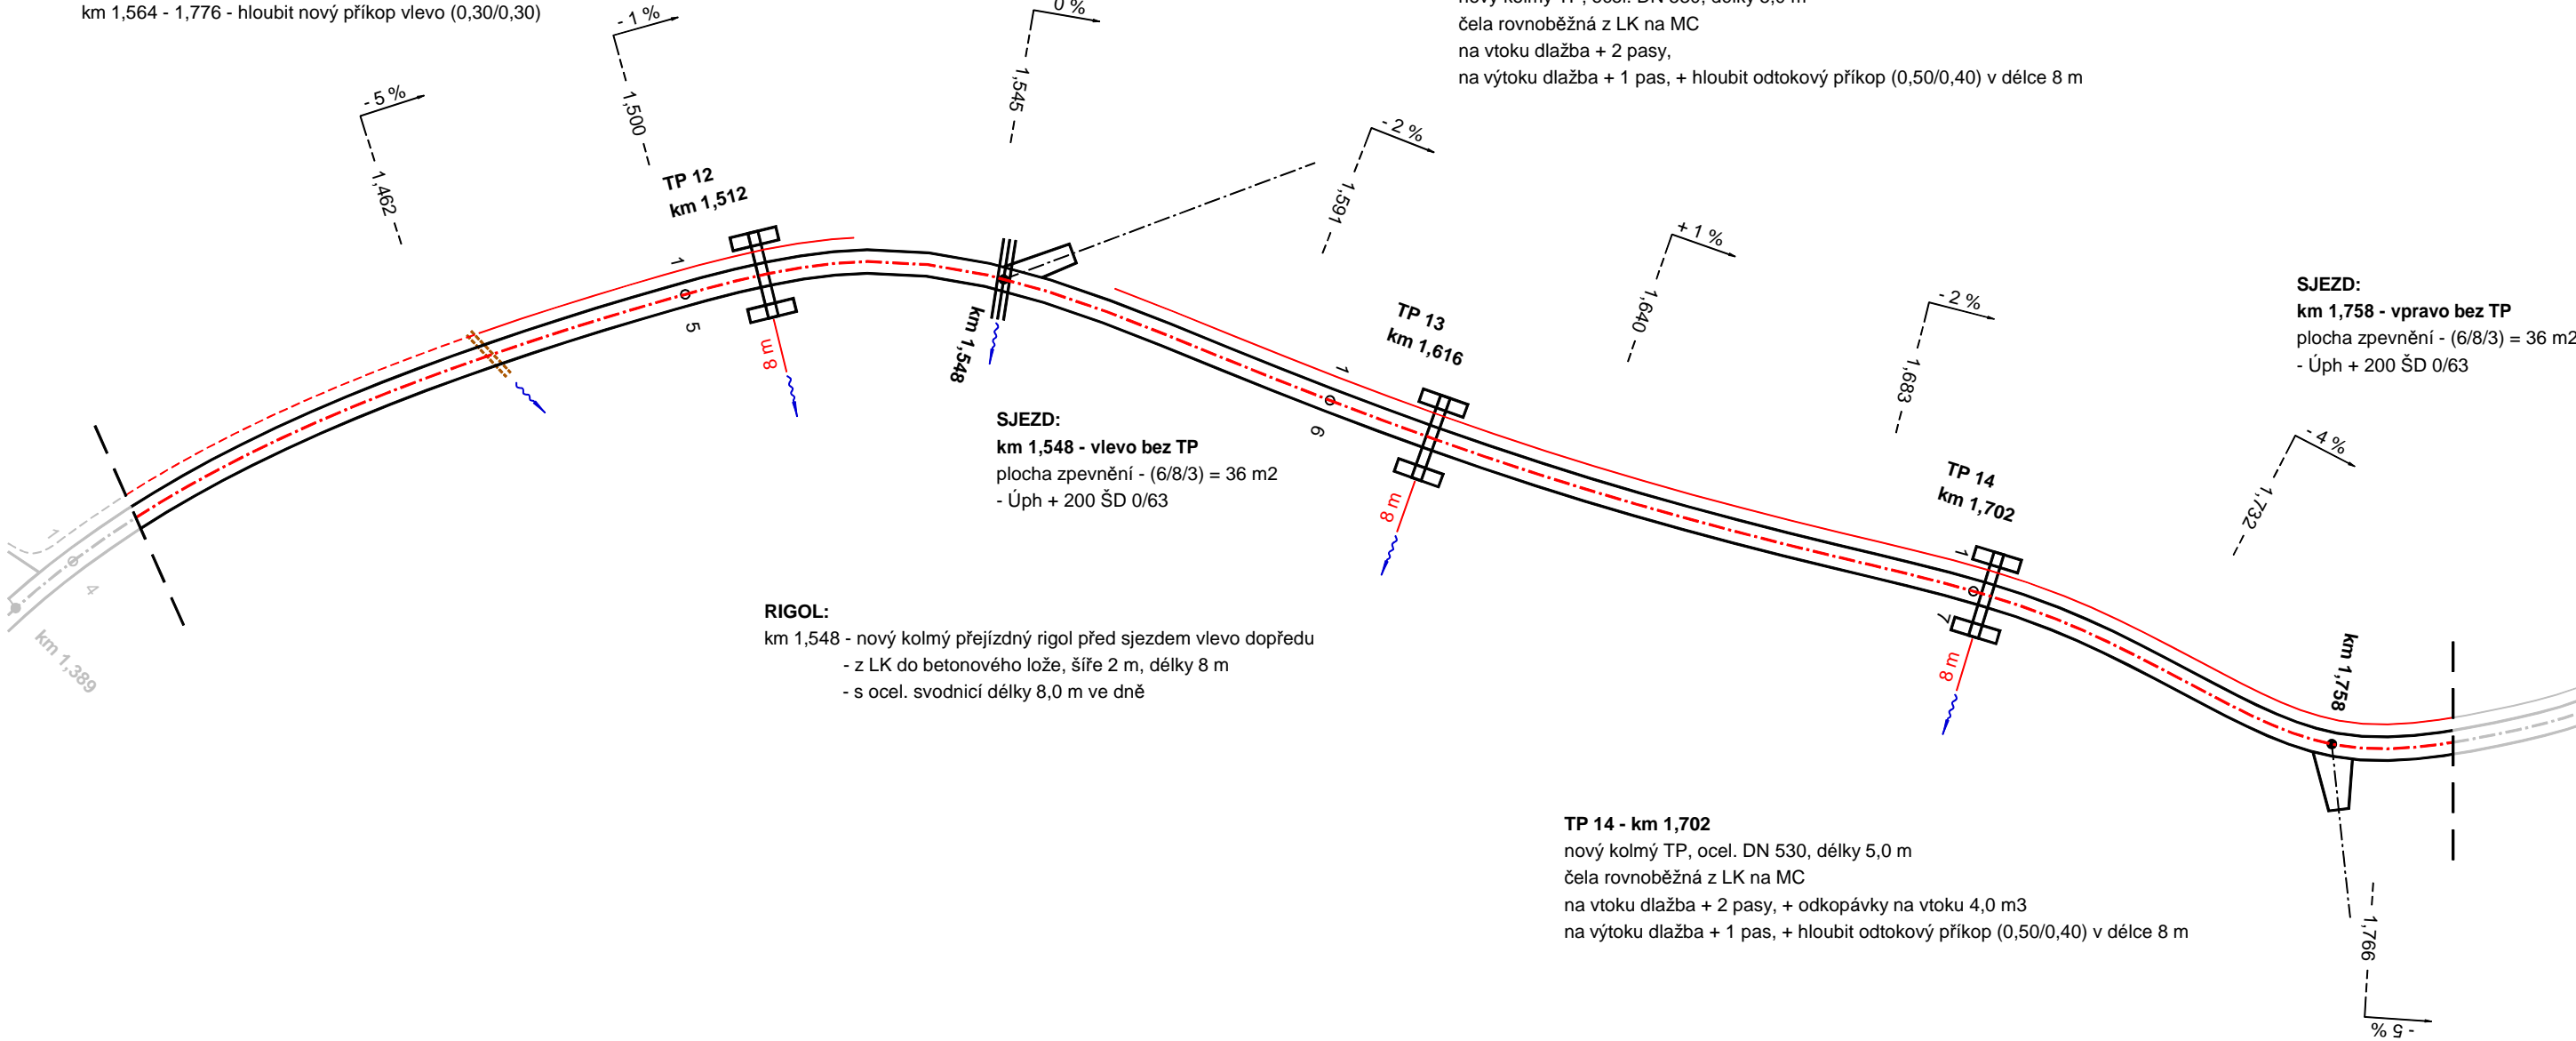 km 1,564 - 1,776 - hloubit nový příkop vlevo (0,30/0,30)
- 1 %
0 %
čela rovnoběžná z LK na MC
na vtoku dlažba + 2 pasy,
na výtoku dlažba + 1 pas, + hloubit odtokový příkop (0,50/0,40) v délce 8 m
- 5 %
1,462
1,500
1,545
- 2 %
1,591
TP 12
km 1,512
+ 1 %
1,640
- 2 %
1,683
SJEZD:
km 1,758 - vpravo bez TP
plocha zpevnění - (6/8/3) = 36 m2
- Úph + 200 ŠD 0/63
1
5
8 m
km 1,548
TP 13
km 1,616
1
6
8 m
SJEZD:
km 1,548 - vlevo bez TP
plocha zpevnění - (6/8/3) = 36 m2
- Úph + 200 ŠD 0/63
- 4 %
1,732
TP 14
km 1,702
1
7
8 m
1
4
km 1,389
RIGOL:
km 1,548 - nový kolmý přejízdný rigol před sjezdem vlevo dopředu
- z LK do betonového lože, šíře 2 m, délky 8 m
- s ocel. svodnicí délky 8,0 m ve dně
km 1,758
TP 14 - km 1,702
nový kolmý TP, ocel. DN 530, délky 5,0 m
čela rovnoběžná z LK na MC
na vtoku dlažba + 2 pasy, + odkopávky na vtoku 4,0 m3
na výtoku dlažba + 1 pas, + hloubit odtokový příkop (0,50/0,40) v délce 8 m
1,766
- 5 %